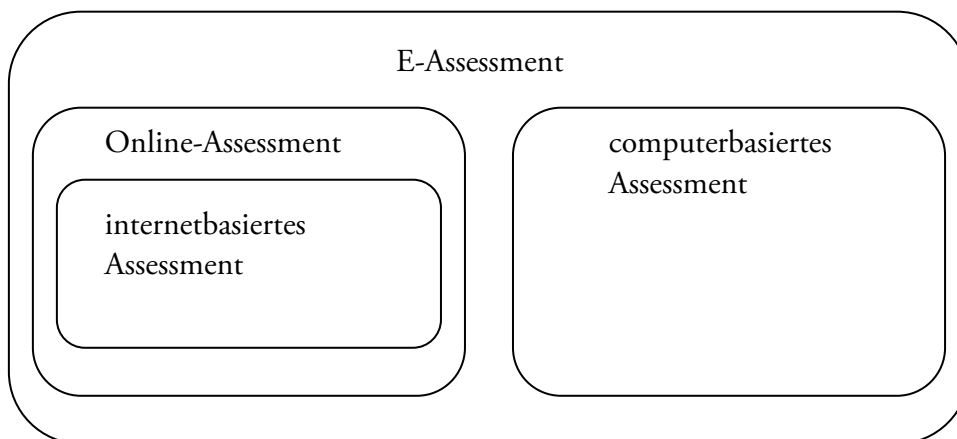 E-Assessment
Online-Assessment
internetbasiertes
Assessment
computerbasiertes
Assessment